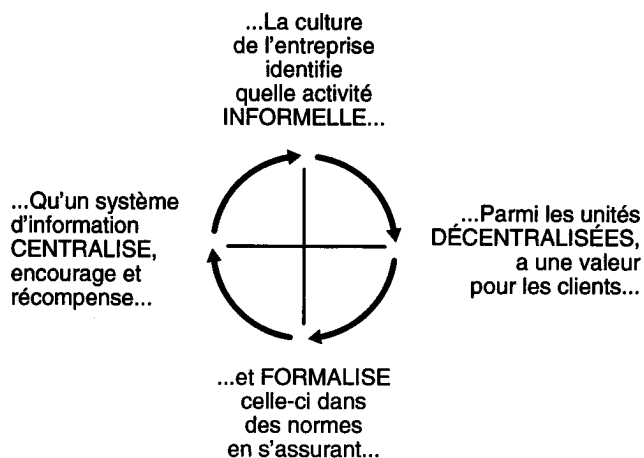 ...La culture
de l'entreprise
identifie
quelle activité
INFORMELLE...
...Parmi les unités
DÉCENTRALISÉES,
a une valeur
pour les clients...
...et FORMALISE
celle-ci dans
des normes
en s'assurant...
...Qu'un système
d'information
CENTRALISE,
encourage et
récompense...